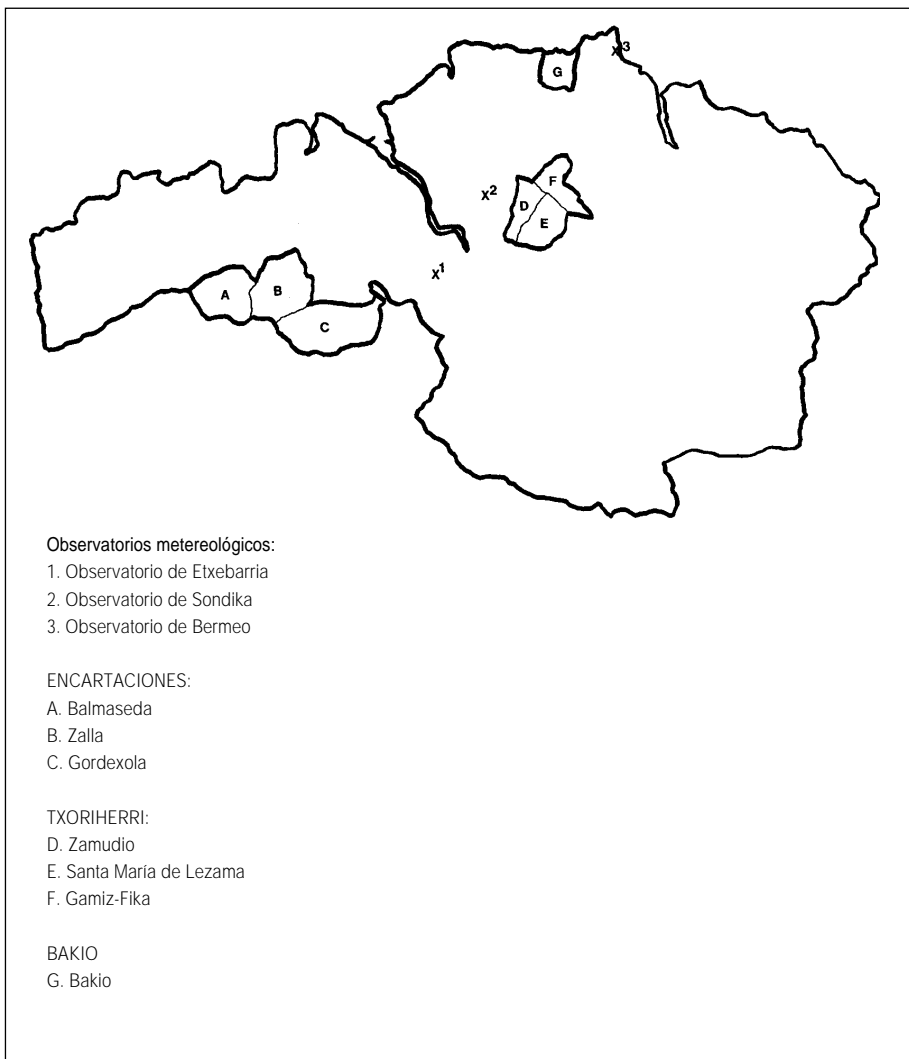 X3
G
F
X2
D
E
X1
A
B
C
Observatorios metereológicos:
1. Observatorio de Etxebarria
2. Observatorio de Sondika
3. Observatorio de Bermeo
ENCARTACIONES:
A. Balmaseda
B. Zalla
C. Gordexola
TXORIHERRI:
D. Zamudio
E. Santa María de Lezama
F. Gamiz-Fika
BAKIO
G. Bakio